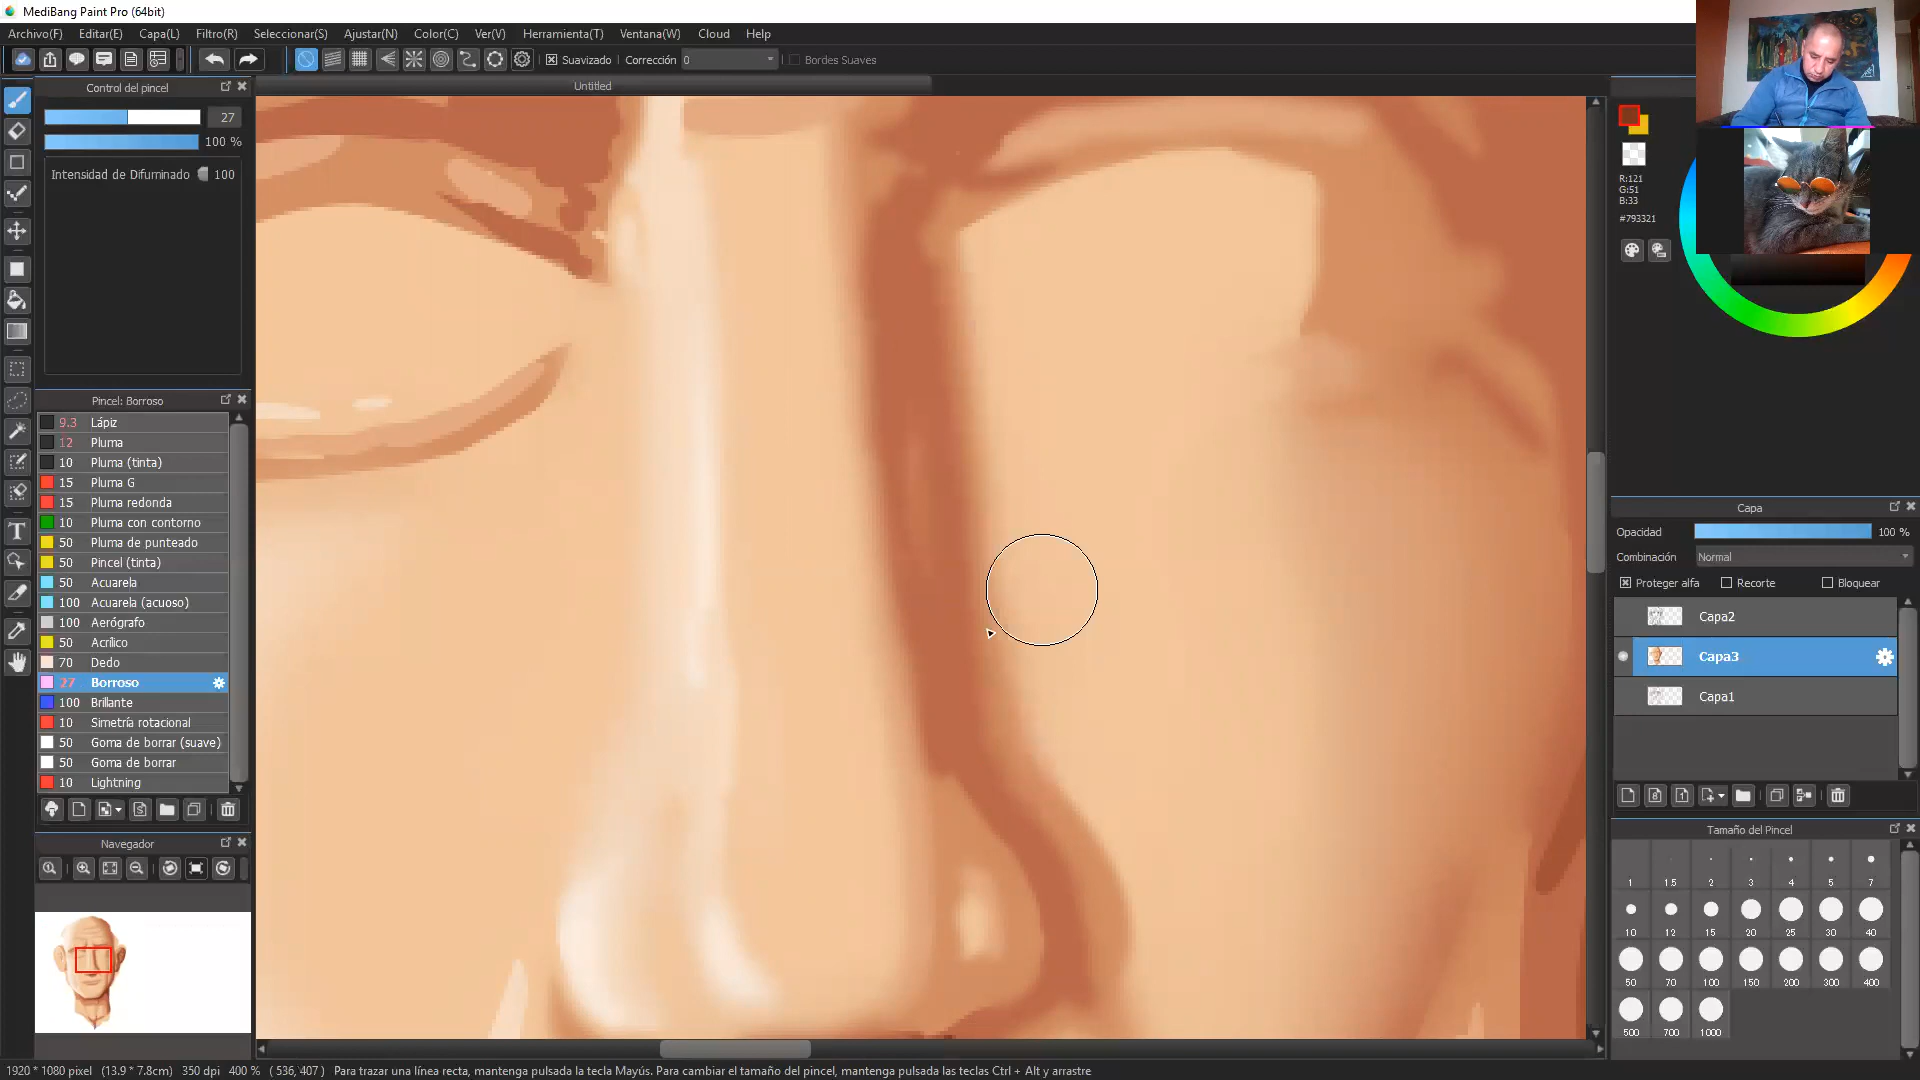 MediBang Paint Pro (64bit)
Archivo(F) Editar(E) Capa(L) Filtro(R) Seleccionar(S) Ajustar(N) Color(C) Ver(V) Herramienta(T) Ventana(W) Cloud Help
Suavizado Corrección 0 Bordes Suaves
Control del pincel
Untitled
27
100 %
Intensidad de Difuminado 100
Pincel: Borroso
9.3 Lápiz
12 Pluma
10 Pluma (tinta)
15 Pluma G
15 Pluma redonda
10 Pluma con contorno
50 Pluma de punteado
50 Pincel (tinta)
50 Acuarela
100 Acuarela (acuoso)
100 Aerógrafo
50 Acrílico
70 Dedo
27 Borroso
100 Brillante
10 Simetría rotacional
50 Goma de borrar (suave)
50 Goma de borrar
10 Lightning
Navegador
R:121
G:51
B:33
#793321
Capa
Opacidad 100 %
Combinación Normal
Proteger alfa Recorte Bloquear
Capa2
Capa3
Capa1
Tamaño del Pincel
1 1.5 2 3 4 5 7
10 12 15 20 25 30 40
50 70 100 150 200 300 400
500 700 1000
1920 * 1080 pixel (13.9 * 7.8cm) 350 dpi 400 % ( 536, 407 ) Para trazar una línea recta, mantenga pulsada la tecla Mayús. Para cambiar el tamaño del pincel, mantenga pulsada las teclas Ctrl + Alt y arrastre